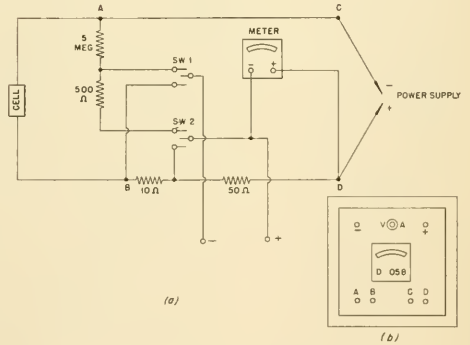 A
C
5
MEG
METER
SW 1
- +
-
POWER SUPPLY
+
CELL
500
Ω
SW 2
B
10 Ω
50 Ω
D
- +
V A
- +
D 058
A B C D
(a)
(b)